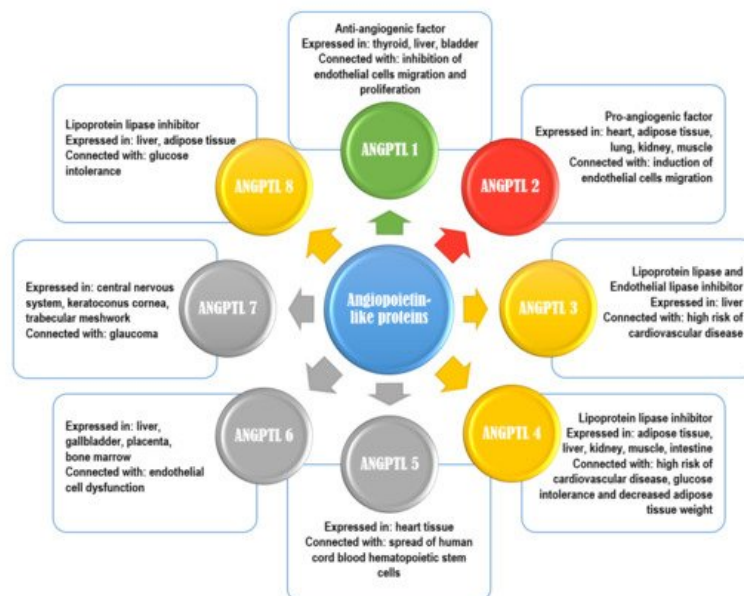 Anti-angiogenic factor
Expressed in: thyroid, liver, bladder
Connected with: inhibition of
endothelial cells migration and
proliferation
ANGPTL 1
Pro-angiogenic factor
Expressed in: heart, adipose tissue,
lung, kidney, muscle
Connected with: induction of
endothelial cells migration
ANGPTL 2
Lipoprotein lipase and
Endothelial lipase inhibitor
Expressed in: liver
Connected with: high risk of
cardiovascular disease
ANGPTL 3
Lipoprotein lipase inhibitor
Expressed in: adipose tissue,
liver, kidney, muscle, intestine
Connected with: high risk of
cardiovascular disease, glucose
intolerance and decreased adipose
tissue weight
ANGPTL 4
ANGPTL 5
Expressed in: heart tissue
Connected with: spread of human
cord blood hematopoietic stem
cells
Expressed in: liver,
gallbladder, placenta,
bone marrow
Connected with: endothelial
cell dysfunction
ANGPTL 6
Expressed in: central nervous
system, keratoconus cornea,
trabecular meshwork
Connected with: glaucoma
ANGPTL 7
Lipoprotein lipase inhibitor
Expressed in: liver, adipose tissue
Connected with: glucose
intolerance
ANGPTL 8
Angiopoietin-
like proteins